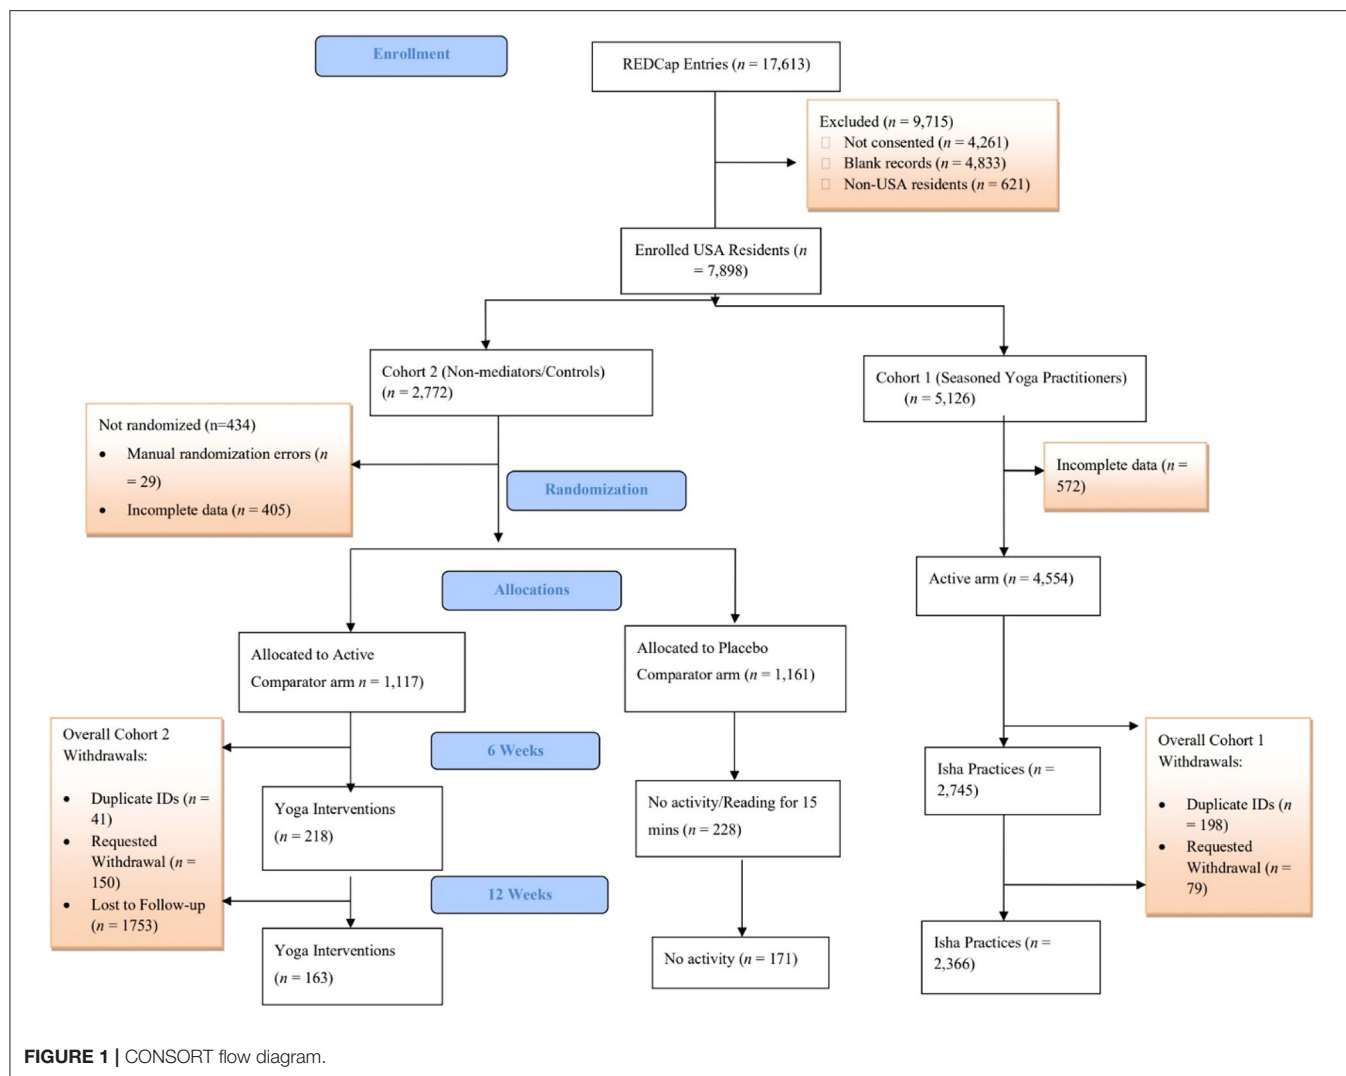 Enrollment
REDCap Entries (n = 17,613)
Excluded (n = 9,715)
Not consented (n = 4,261)
Blank records (n = 4,833)
Non-USA residents (n = 621)
Enrolled USA Residents (n
= 7,898)
Cohort 2 (Non-mediators/Controls)
(n = 2,772)
Cohort 1 (Seasoned Yoga Practitioners)
(n = 5,126)
Not randomized (n=434)
• Manual randomization errors (n
= 29)
• Incomplete data (n = 405)
Incomplete data (n =
572)
Randomization
Active arm (n = 4,554)
Allocations
Allocated to Active
Comparator arm n = 1,117)
Allocated to Placebo
Comparator arm (n = 1,161)
Overall Cohort 2
Withdrawals:
• Duplicate IDs (n =
41)
• Requested
Withdrawal (n =
150)
• Lost to Follow-up
(n = 1753)
6 Weeks
Yoga Interventions
(n = 218)
No activity/Reading for 15
mins (n = 228)
Isha Practices (n =
2,745)
Overall Cohort 1
Withdrawals:
• Duplicate IDs (n
= 198)
• Requested
Withdrawal (n =
79)
12 Weeks
Yoga Interventions
(n = 163)
No activity (n = 171)
Isha Practices (n =
2,366)
FIGURE 1 | CONSORT flow diagram.